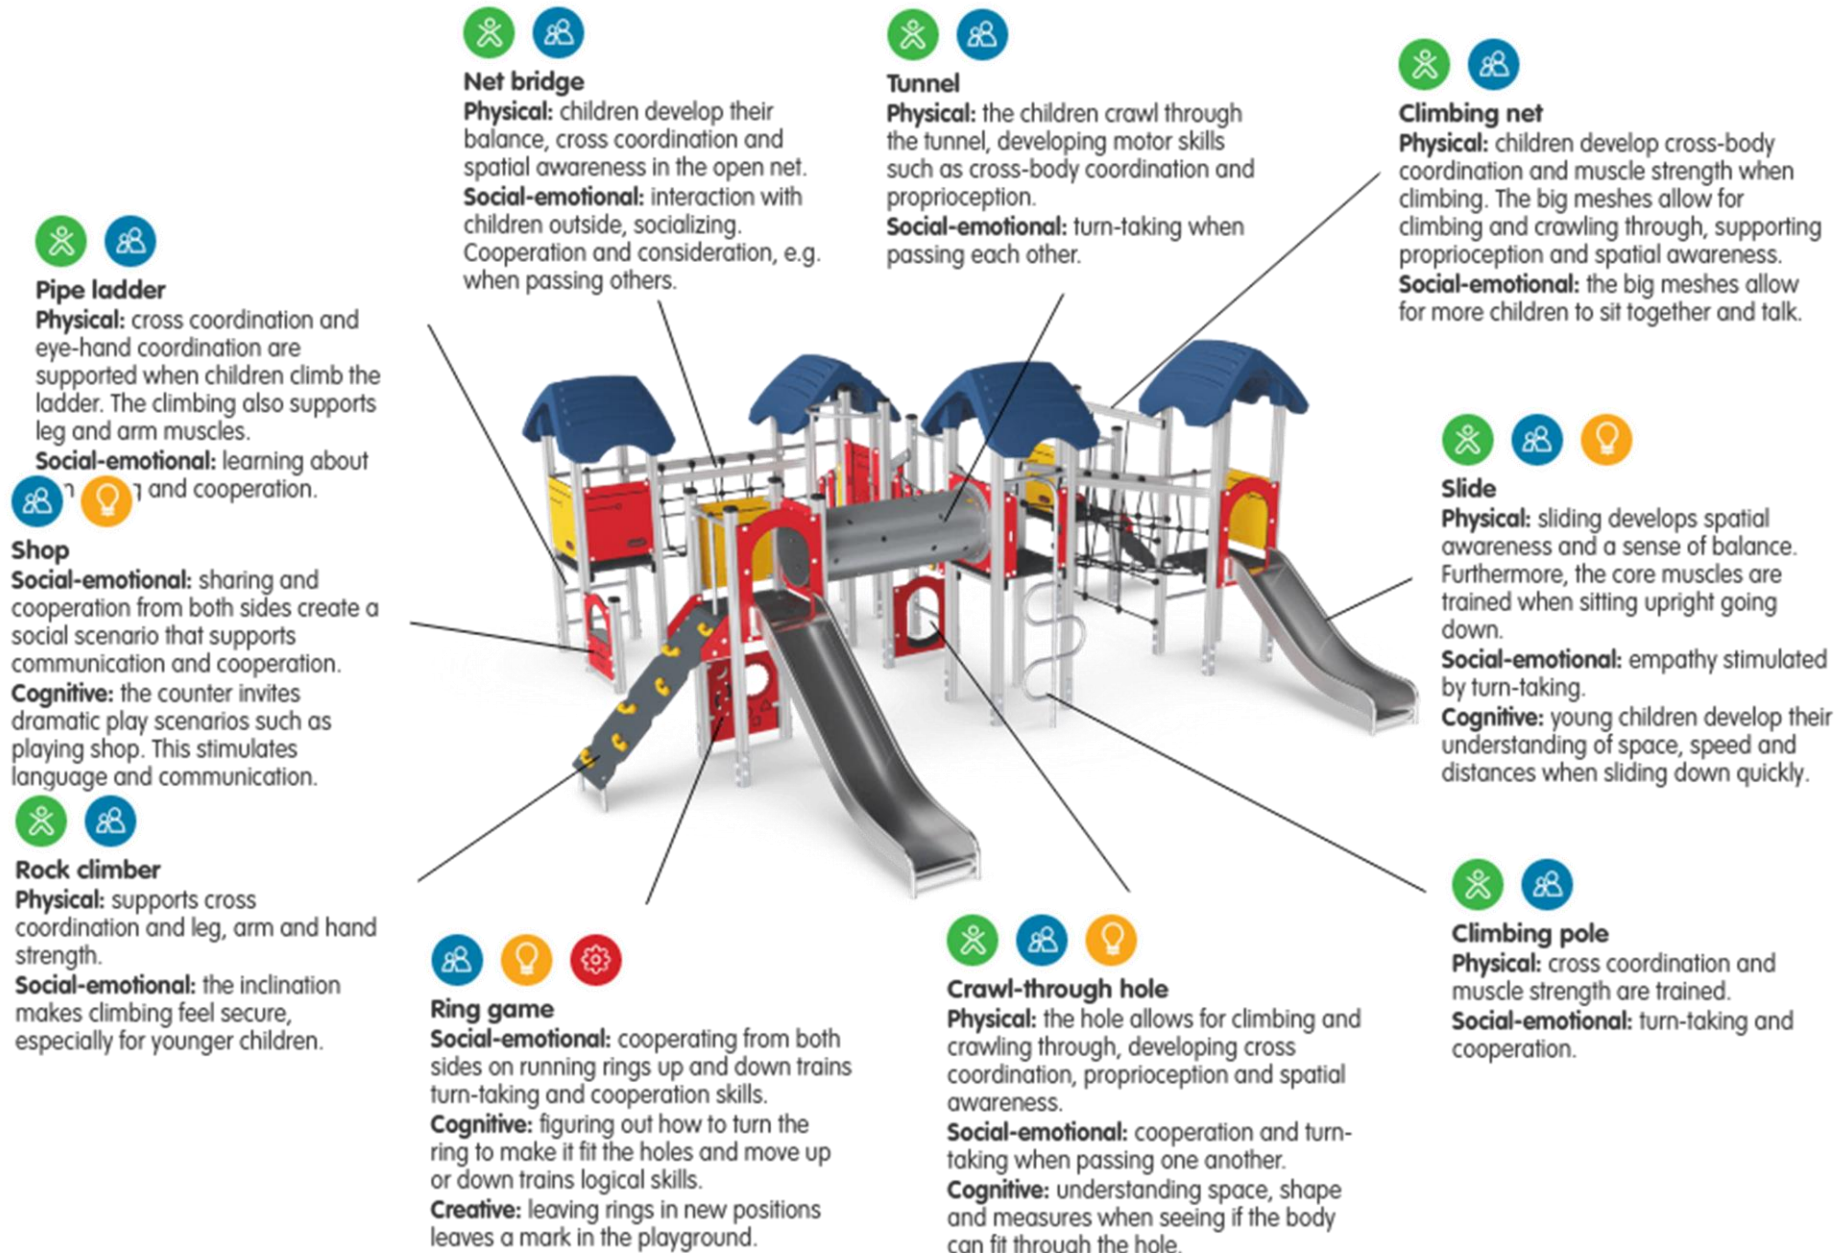 Net bridge
Physical: children develop their
balance, cross coordination and
spatial awareness in the open net.
Social-emotional: interaction with
children outside, socializing.
Cooperation and consideration, e.g.
when passing others.
Tunnel
Physical: the children crawl through
the tunnel, developing motor skills
such as cross-body coordination and
proprioception.
Social-emotional: turn-taking when
passing each other.
Climbing net
Physical: children develop cross-body
coordination and muscle strength when
climbing. The big meshes allow for
climbing and crawling through, supporting
proprioception and spatial awareness.
Social-emotional: the big meshes allow
for more children to sit together and talk.
Pipe ladder
Physical: cross coordination and
eye-hand coordination are
supported when children climb the
ladder. The climbing also supports
leg and arm muscles.
Social-emotional: learning about
and cooperation.
Shop
Social-emotional: sharing and
cooperation from both sides create a
social scenario that supports
communication and cooperation.
Cognitive: the counter invites
dramatic play scenarios such as
playing shop. This stimulates
language and communication.
Rock climber
Physical: supports cross
coordination and leg, arm and hand
strength.
Social-emotional: the inclination
makes climbing feel secure,
especially for younger children.
Slide
Physical: sliding develops spatial
awareness and a sense of balance.
Furthermore, the core muscles are
trained when sitting upright going
down.
Social-emotional: empathy stimulated
by turn-taking.
Cognitive: young children develop their
understanding of space, speed and
distances when sliding down quickly.
Ring game
Social-emotional: cooperating from both
sides on running rings up and down trains
turn-taking and cooperation skills.
Cognitive: figuring out how to turn the
ring to make it fit the holes and move up
or down trains logical skills.
Creative: leaving rings in new positions
leaves a mark in the playground.
Crawl-through hole
Physical: the hole allows for climbing and
crawling through, developing cross
coordination, proprioception and spatial
awareness.
Social-emotional: cooperation and turn-
taking when passing one another.
Cognitive: understanding space, shape
and measures when seeing if the body
can fit through the hole.
Climbing pole
Physical: cross coordination and
muscle strength are trained.
Social-emotional: turn-taking and
cooperation.